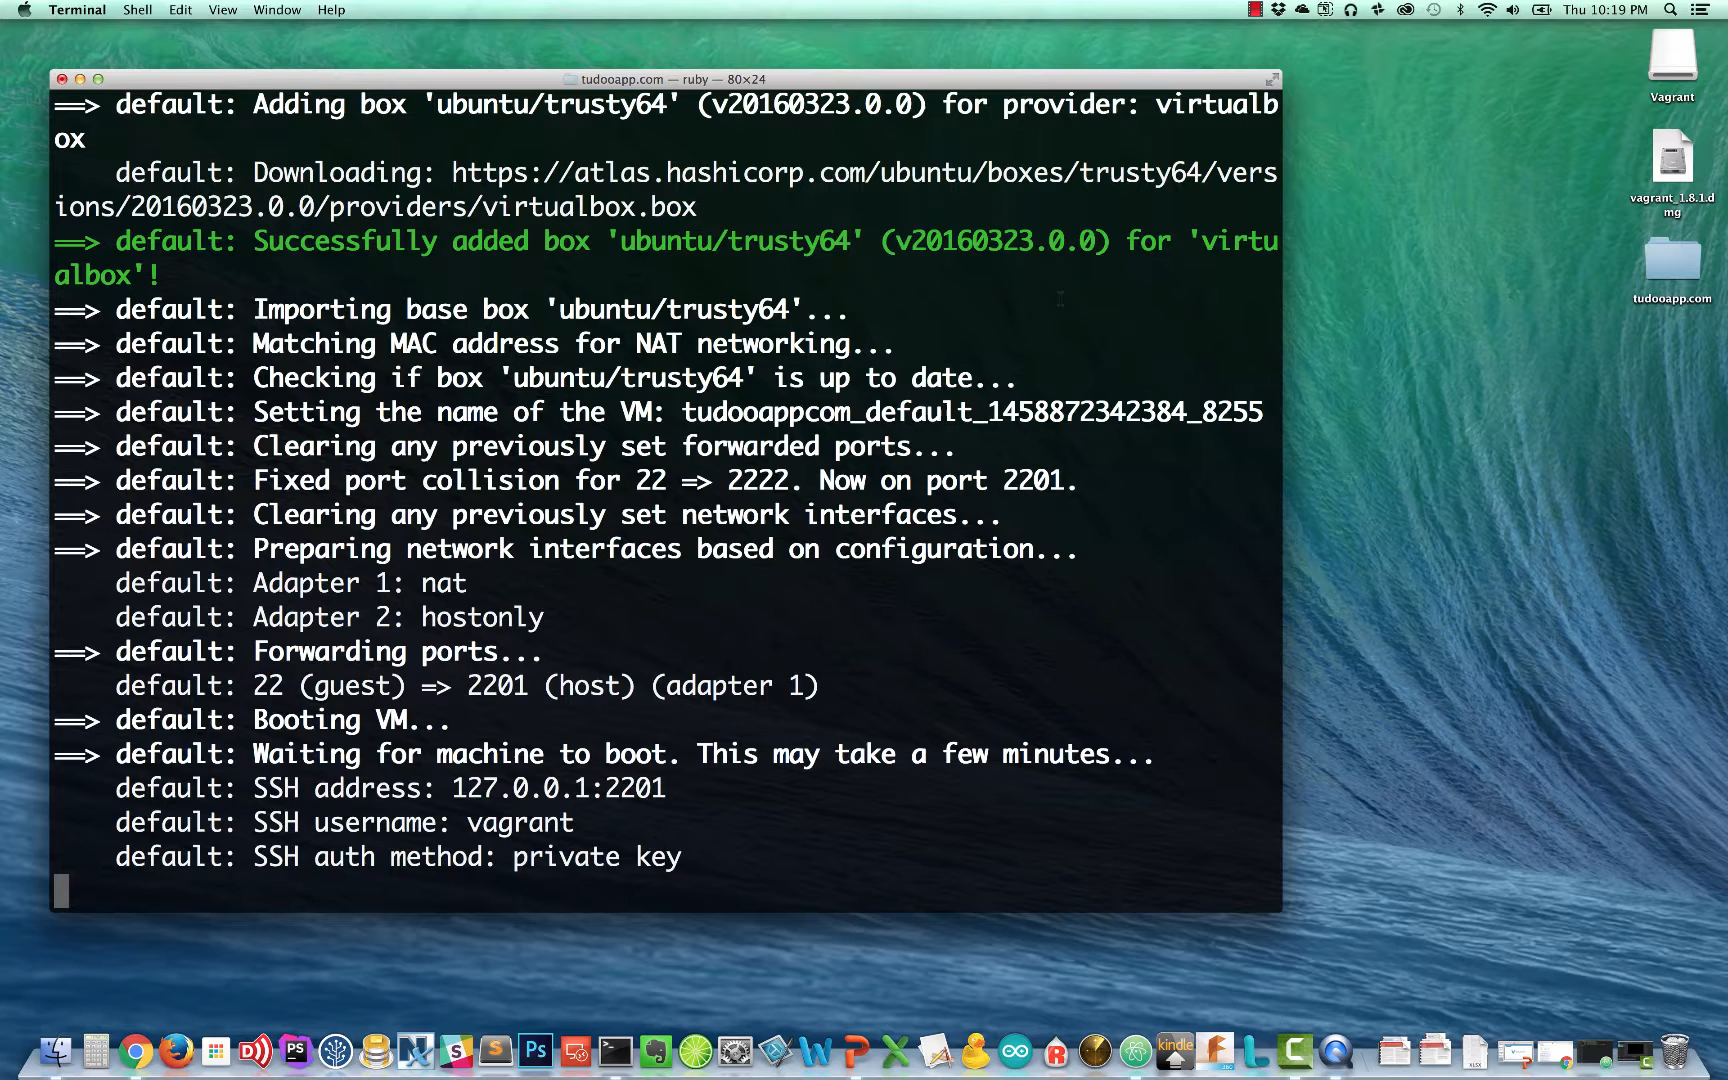 Terminal Shell Edit View Window Help Thu 10:19 PM
tudooapp.com — ruby — 80×24
==> default: Adding box 'ubuntu/trusty64' (v20160323.0.0) for provider: virtualb
ox
default: Downloading: https://atlas.hashicorp.com/ubuntu/boxes/trusty64/vers
ions/20160323.0.0/providers/virtualbox.box
==> default: Successfully added box 'ubuntu/trusty64' (v20160323.0.0) for 'virtu
albox'!
==> default: Importing base box 'ubuntu/trusty64'...
==> default: Matching MAC address for NAT networking...
==> default: Checking if box 'ubuntu/trusty64' is up to date...
==> default: Setting the name of the VM: tudooappcom_default_1458872342384_8255
==> default: Clearing any previously set forwarded ports...
==> default: Fixed port collision for 22 => 2222. Now on port 2201.
==> default: Clearing any previously set network interfaces...
==> default: Preparing network interfaces based on configuration...
default: Adapter 1: nat
default: Adapter 2: hostonly
==> default: Forwarding ports...
default: 22 (guest) => 2201 (host) (adapter 1)
==> default: Booting VM...
==> default: Waiting for machine to boot. This may take a few minutes...
default: SSH address: 127.0.0.1:2201
default: SSH username: vagrant
default: SSH auth method: private key
Vagrant
vagrant_1.8.1.d
mg
tudooapp.com
PS
Ps
kindle
XLSX